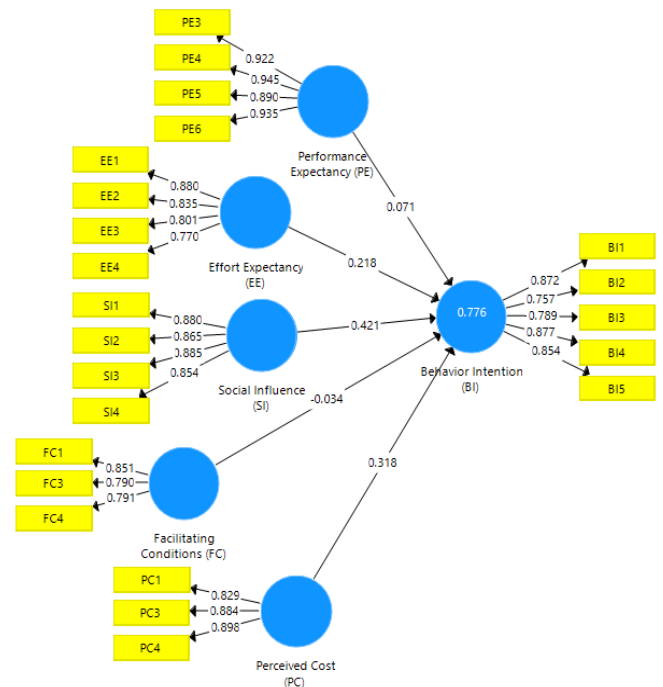 PE3
0.922
PE4
0.945
PE5
0.890
PE6
0.935
Performance
Expectancy (PE)
0.071
EE1
0.880
EE2
0.835
EE3
0.801
EE4
0.770
Effort Expectancy
(EE)
0.218
SI1
0.880
SI2
0.865
SI3
0.885
SI4
0.854
Social Influence
(SI)
0.421
0.776
Behavior Intention
(BI)
BI1
0.872
BI2
0.757
BI3
0.789
BI4
0.877
BI5
0.854
-0.034
FC1
0.851
FC3
0.790
FC4
0.791
Facilitating
Conditions (FC)
0.318
PC1
0.829
PC3
0.884
PC4
0.898
Perceived Cost
(PC)